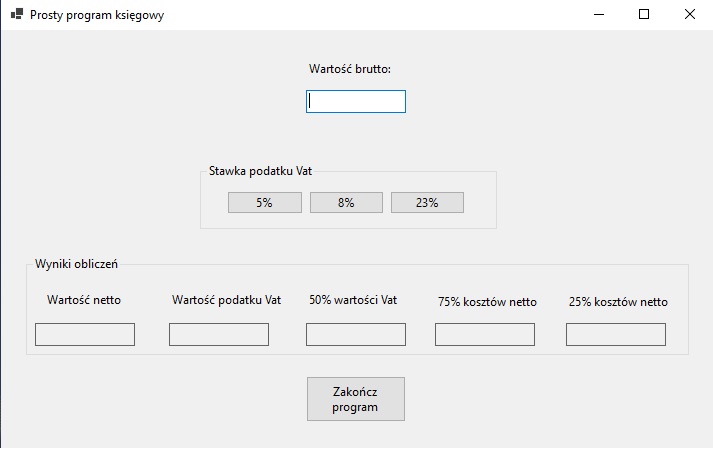 Prosty program księgowy
Wartość brutto:
Stawka podatku Vat
5% 8% 23%
Wyniki obliczeń
Wartość netto Wartość podatku Vat 50% wartości Vat 75% kosztów netto 25% kosztów netto
Zakończ
program